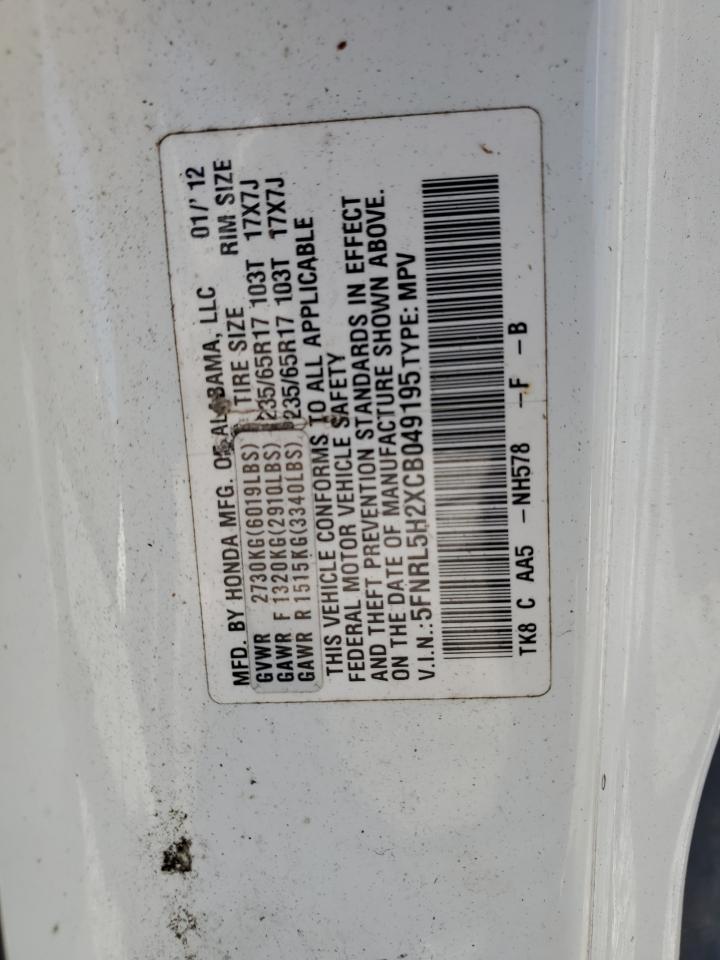 MFD. BY HONDA MFG. OF ALABAMA, LLC 01/'12
TIRE SIZE RIM SIZE
GVWR 2730KG(6019LBS)
GAWR F 1320KG(2910LBS) 235/65R17 103T 17X7J
GAWR R 1515KG(3340LBS) 235/65R17 103T 17X7J
THIS VEHICLE CONFORMS TO ALL APPLICABLE
FEDERAL MOTOR VEHICLE SAFETY
AND THEFT PREVENTION STANDARDS IN EFFECT
ON THE DATE OF MANUFACTURE SHOWN ABOVE.
V.I.N.:5FNRL5H2XCB049195 TYPE: MPV
TK8 C AA5 -NH578 -F -B